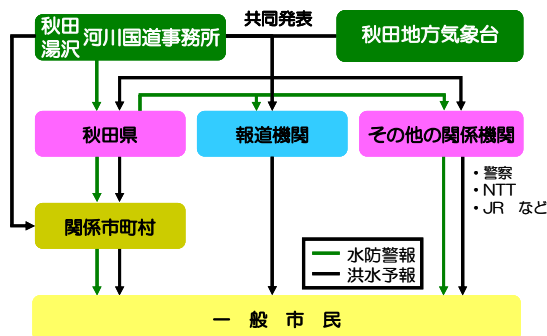 共同発表
秋田
湯沢
河川国道事務所
秋田地方気象台
秋田県
報道機関
その他の関係機関
・警察
・NTT
・JR など
関係市町村
水防警報
洪水予報
一 般 市 民